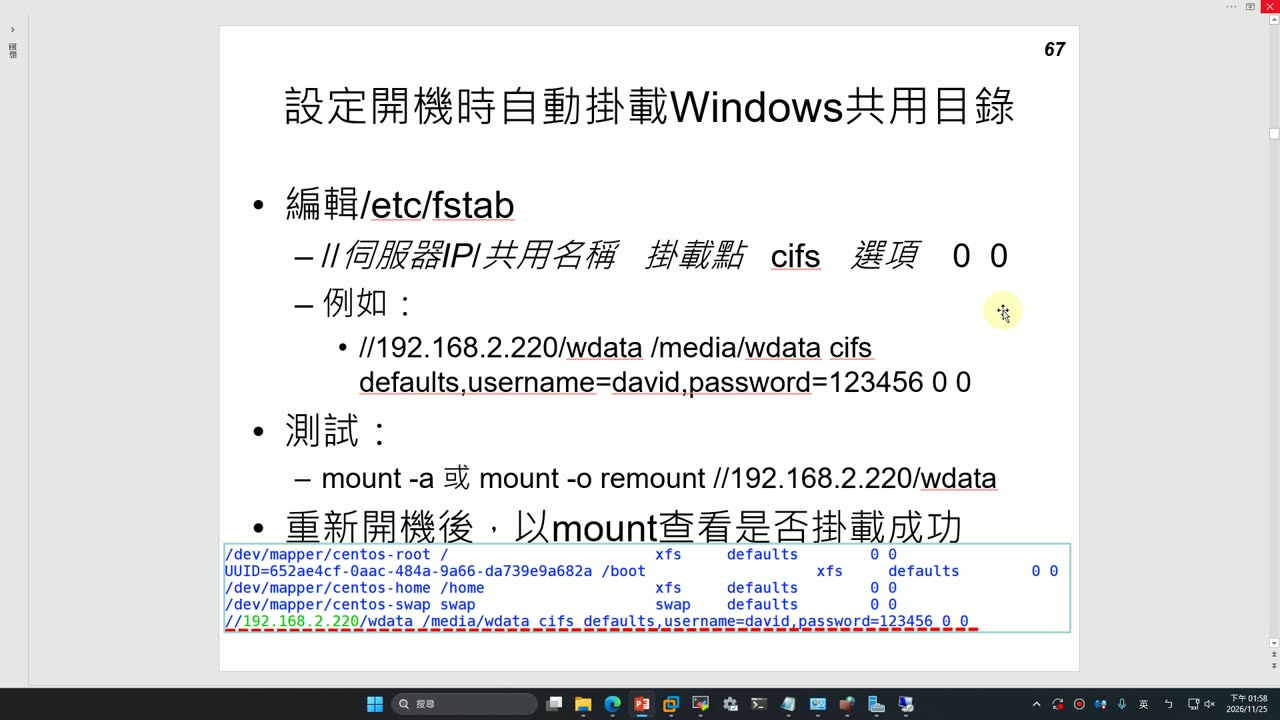 67
設定開機時自動掛載Windows共用目錄
• 編輯/etc/fstab
– //伺服器IP/共用名稱 掛載點 cifs 選項 0 0
– 例如：
• //192.168.2.220/wdata /media/wdata cifs
defaults,username=david,password=123456 0 0
• 測試：
– mount -a 或 mount -o remount //192.168.2.220/wdata
• 重新開機後，以mount查看是否掛載成功
/dev/mapper/centos-root / xfs defaults 0 0
UUID=652ae4cf-0aac-484a-9a66-da739e9a682a /boot xfs defaults 0 0
/dev/mapper/centos-home /home xfs defaults 0 0
/dev/mapper/centos-swap swap swap defaults 0 0
//192.168.2.220/wdata /media/wdata cifs defaults,username=david,password=123456 0 0
搜尋
英
ㄅ
下午 01:58
2026/11/25